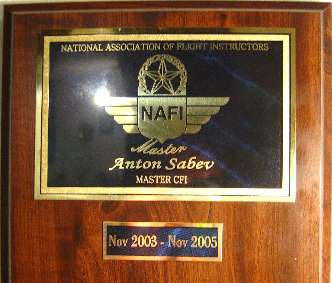 NATIONAL ASSOCIATION OF FLIGHT INSTRUCTORS
NAFI
Master
Anton Sabev
MASTER CFI
Nov 2003 - Nov 2005